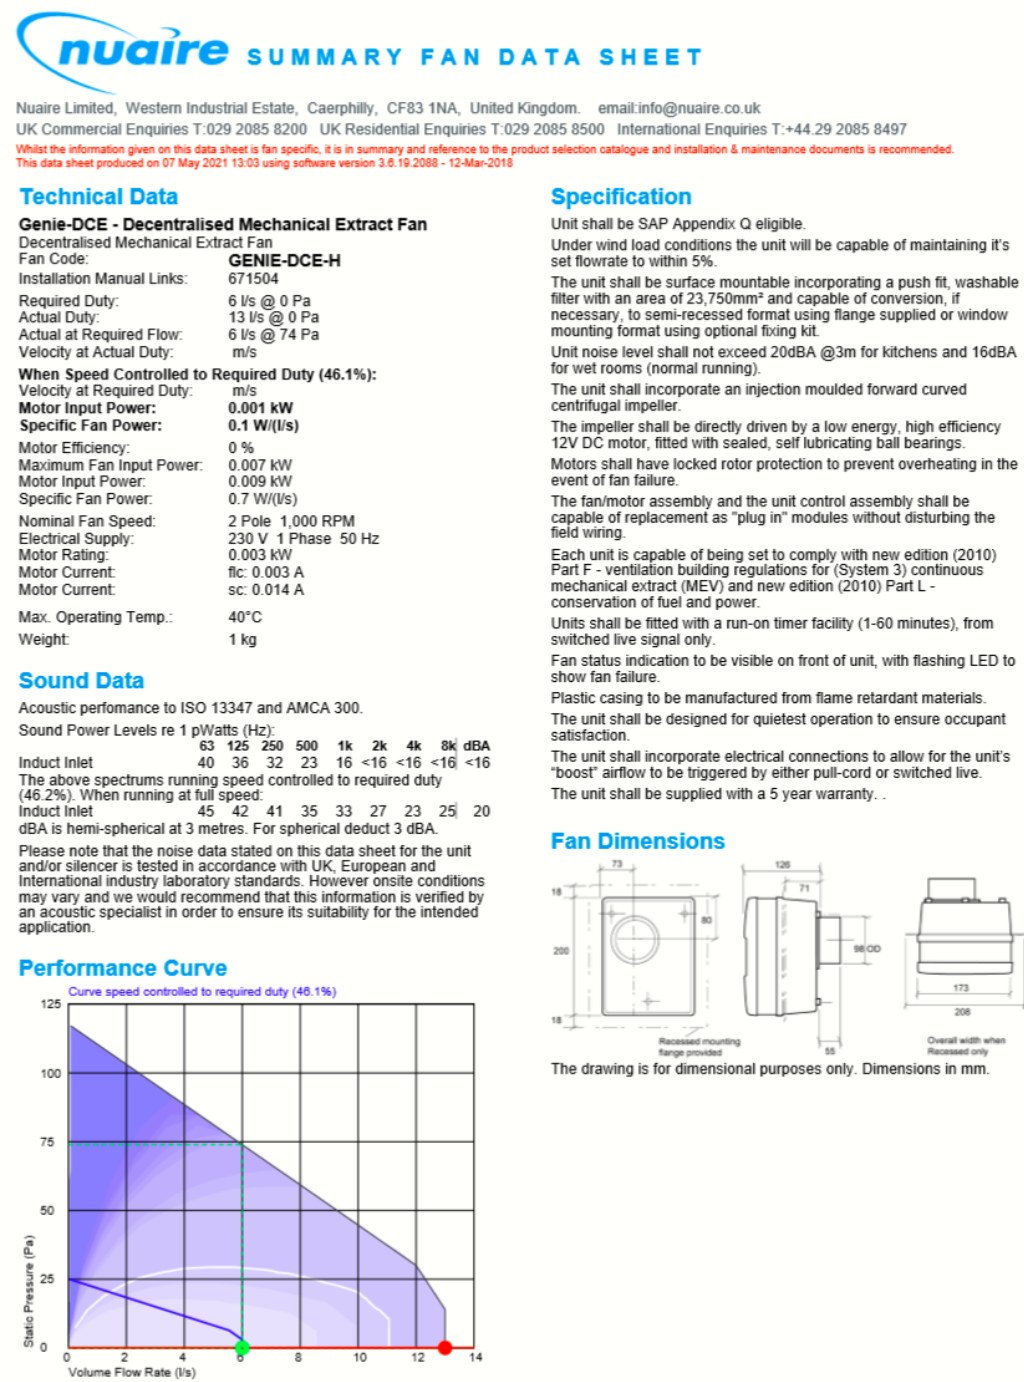 nuaire SUMMARY FAN DATA SHEET
Nuaire Limited, Western Industrial Estate, Caerphilly, CF83 1NA, United Kingdom. email:info@nuaire.co.uk
UK Commercial Enquiries T:029 2085 8200 UK Residential Enquiries T:029 2085 8500 International Enquiries T:+44.29 2085 8497
Whilst the information given on this data sheet is fan specific, it is in summary and reference to the product selection catalogue and installation & maintenance documents is recommended.
This data sheet produced on 07 May 2021 13:03 using software version 3.6.19.2088 - 12-Mar-2018
Technical Data
Genie-DCE - Decentralised Mechanical Extract Fan
Decentralised Mechanical Extract Fan
Fan Code: GENIE-DCE-H
Installation Manual Links: 671504
Required Duty: 6 l/s @ 0 Pa
Actual Duty: 13 l/s @ 0 Pa
Actual at Required Flow: 6 l/s @ 74 Pa
Velocity at Actual Duty: m/s
When Speed Controlled to Required Duty (46.1%):
Velocity at Required Duty: m/s
Motor Input Power: 0.001 kW
Specific Fan Power: 0.1 W/(l/s)
Motor Efficiency: 0 %
Maximum Fan Input Power: 0.007 kW
Motor Input Power: 0.009 kW
Specific Fan Power: 0.7 W/(l/s)
Nominal Fan Speed: 2 Pole 1,000 RPM
Electrical Supply: 230 V 1 Phase 50 Hz
Motor Rating: 0.003 kW
Motor Current: flc: 0.003 A
Motor Current: sc: 0.014 A
Max. Operating Temp.: 40°C
Weight: 1 kg
Sound Data
Acoustic perfomance to ISO 13347 and AMCA 300.
Sound Power Levels re 1 pWatts (Hz):
63 125 250 500 1k 2k 4k 8k dBA
Induct Inlet 40 36 32 23 16 <16 <16 <16 <16
The above spectrums running speed controlled to required duty
(46.2%). When running at full speed:
Induct Inlet 45 42 41 35 33 27 23 25 20
dBA is hemi-spherical at 3 metres. For spherical deduct 3 dBA.
Please note that the noise data stated on this data sheet for the unit
and/or silencer is tested in accordance with UK, European and
International industry laboratory standards. However onsite conditions
may vary and we would recommend that this information is verified by
an acoustic specialist in order to ensure its suitability for the intended
application.
Performance Curve
Curve speed controlled to required duty (46.1%)
125
100
75
50
25
0
Static Pressure (Pa)
0 2 4 6 8 10 12 14
Volume Flow Rate (l/s)
Specification
Unit shall be SAP Appendix Q eligible.
Under wind load conditions the unit will be capable of maintaining it's
set flowrate to within 5%.
The unit shall be surface mountable incorporating a push fit, washable
filter with an area of 23,750mm² and capable of conversion, if
necessary, to semi-recessed format using flange supplied or window
mounting format using optional fixing kit.
Unit noise level shall not exceed 20dBA @3m for kitchens and 16dBA
for wet rooms (normal running).
The unit shall incorporate an injection moulded forward curved
centrifugal impeller.
The impeller shall be directly driven by a low energy, high efficiency
12V DC motor, fitted with sealed, self lubricating ball bearings.
Motors shall have locked rotor protection to prevent overheating in the
event of fan failure.
The fan/motor assembly and the unit control assembly shall be
capable of replacement as "plug in" modules without disturbing the
field wiring.
Each unit is capable of being set to comply with new edition (2010)
Part F - ventilation building regulations for (System 3) continuous
mechanical extract (MEV) and new edition (2010) Part L -
conservation of fuel and power.
Units shall be fitted with a run-on timer facility (1-60 minutes), from
switched live signal only.
Fan status indication to be visible on front of unit, with flashing LED to
show fan failure.
Plastic casing to be manufactured from flame retardant materials.
The unit shall be designed for quietest operation to ensure occupant
satisfaction.
The unit shall incorporate electrical connections to allow for the unit's
“boost” airflow to be triggered by either pull-cord or switched live.
The unit shall be supplied with a 5 year warranty. .
Fan Dimensions
73
126
71
18
80
200
98 OD
173
208
18
55
Recessed mounting
flange provided
Overall width when
Recessed only
The drawing is for dimensional purposes only. Dimensions in mm.